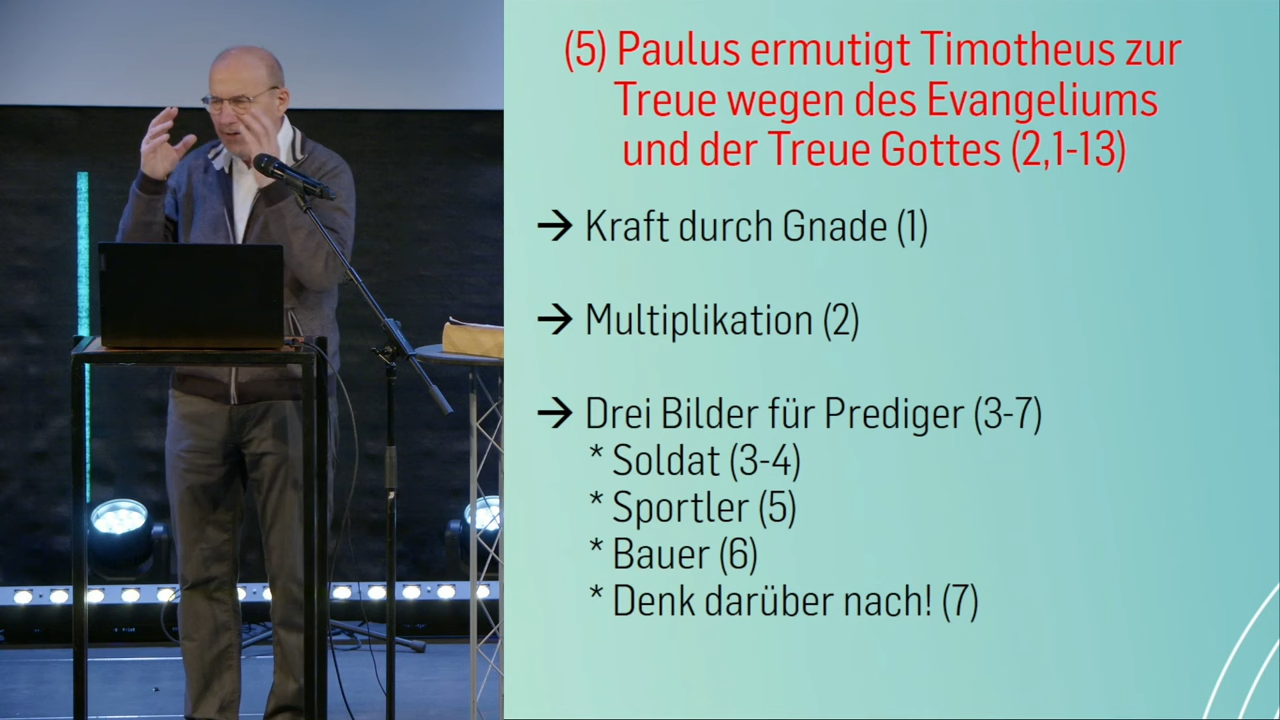 (5) Paulus ermutigt Timotheus zur
Treue wegen des Evangeliums
und der Treue Gottes (2,1-13)
→ Kraft durch Gnade (1)
→ Multiplikation (2)
→ Drei Bilder für Prediger (3-7)
* Soldat (3-4)
* Sportler (5)
* Bauer (6)
* Denk darüber nach! (7)